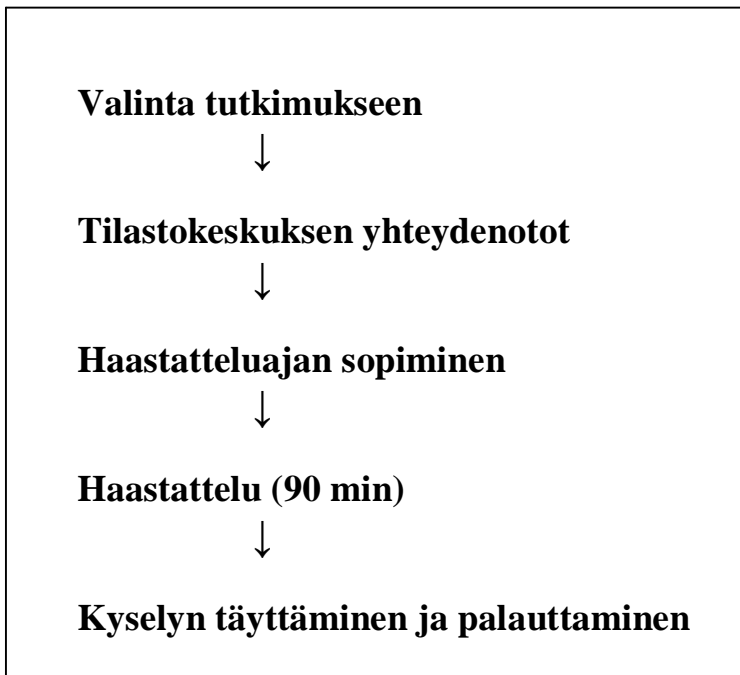 Valinta tutkimukseen
↓
Tilastokeskuksen yhteydenotot
↓
Haastatteluajan sopiminen
↓
Haastattelu (90 min)
↓
Kyselyn täyttäminen ja palauttaminen